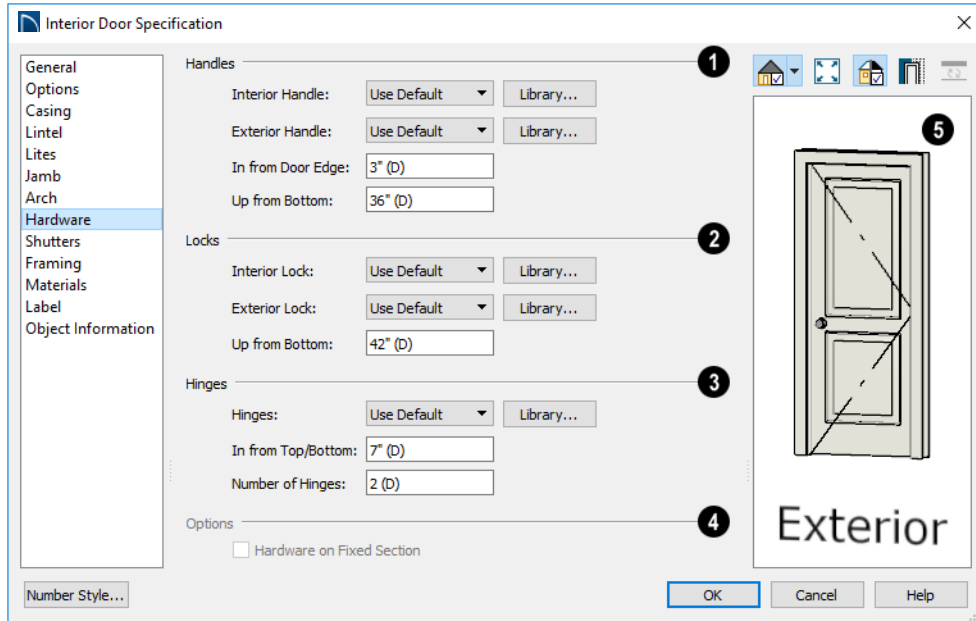 Interior Door Specification
General
Options
Casing
Lintel
Lites
Jamb
Arch
Hardware
Shutters
Framing
Materials
Label
Object Information
Handles 1
Interior Handle: Use Default Library...
Exterior Handle: Use Default Library...
In from Door Edge: 3" (D)
Up from Bottom: 36" (D)
Locks 2
Interior Lock: Use Default Library...
Exterior Lock: Use Default Library...
Up from Bottom: 42" (D)
Hinges 3
Hinges: Use Default Library...
In from Top/Bottom: 7" (D)
Number of Hinges: 2 (D)
Options 4
Hardware on Fixed Section
5
Exterior
Number Style... OK Cancel Help